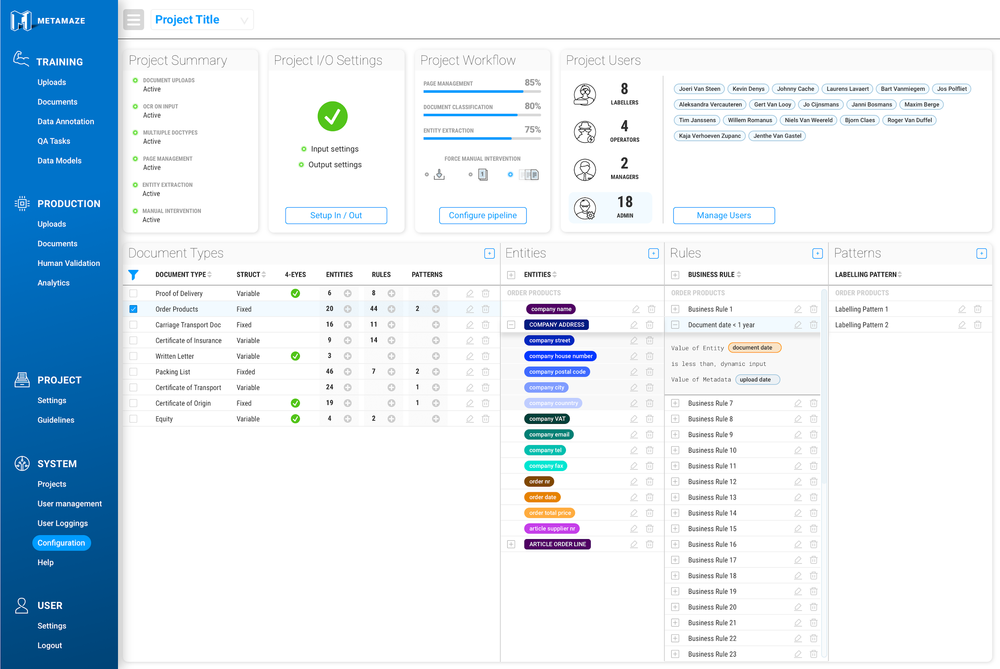 METAMAZE
TRAINING
Uploads
Documents
Data Annotation
QA Tasks
Data Models
PRODUCTION
Uploads
Documents
Human Validation
Analytics
PROJECT
Settings
Guidelines
SYSTEM
Projects
User management
User Loggings
Configuration
Help
USER
Settings
Logout
Project Title
Project Summary
DOCUMENT UPLOADS
Active
OCR ON INPUT
Active
MULTIUPLE DOCTYPES
Active
PAGE MANAGEMENT
Active
ENTITY EXTRACTION
Active
MANUAL INTERVENTION
Active
Project I/O Settings
Input settings
Output settings
Setup In / Out
Project Workflow
PAGE MANAGEMENT 85%
DOCUMENT CLASSIFICATION 80%
ENTITY EXTRACTION 75%
FORCE MANUAL INTERVENTION
1
Configure pipeline
Project Users
8
LABELLERS
4
OPERATORS
2
MANAGERS
18
ADMIN
Joeri Van Steen Kevin Denys Johnny Cache Laurens Lavaert Bart Vanmiegem Jos Polfliet
Aleksandra Vercauteren Gert Van Looy Jo Cijnsmans Janni Bosmans Maxim Berge
Tim Janssens Willem Romanus Niels Van Weereld Bjorn Claes Roger Van Duffel
Kaja Verhoeven Zupanc Jenthe Van Gastel
Manage Users
Document Types
DOCUMENT TYPE STRUCT 4-EYES ENTITIES RULES PATTERNS
Proof of Delivery Variable 6 8
Order Products Fixed 20 44 2
Carriage Transport Doc Fixed 16 11
Certificate of Insurance Variable 9 14
Written Letter Variable 3
Packing List Fixded 46 7 2
Certificate of Transport Variable 24 1
Certificate of Origin Fixed 19 1
Equity Variable 4 2
Entities
ENTITIES
ORDER PRODUCTS
company name
COMPANY ADDRESS
company street
company house number
company postal code
company city
company counntry
company VAT
company email
company tel
company fax
order nr
order date
order total price
article supplier nr
ARTICLE ORDER LINE
Rules
BUSINESS RULE
ORDER PRODUCTS
Business Rule 1
Document date < 1 year
Value of Entity document date
is less than, dynamic input
Value of Metadata upload date
Business Rule 7
Business Rule 8
Business Rule 9
Business Rule 10
Business Rule 11
Business Rule 12
Business Rule 13
Business Rule 14
Business Rule 15
Business Rule 16
Business Rule 17
Business Rule 18
Business Rule 19
Business Rule 20
Business Rule 21
Business Rule 22
Business Rule 23
Patterns
LABELLING PATTERN
ORDER PRODUCTS
Labelling Pattern 1
Labelling Pattern 2